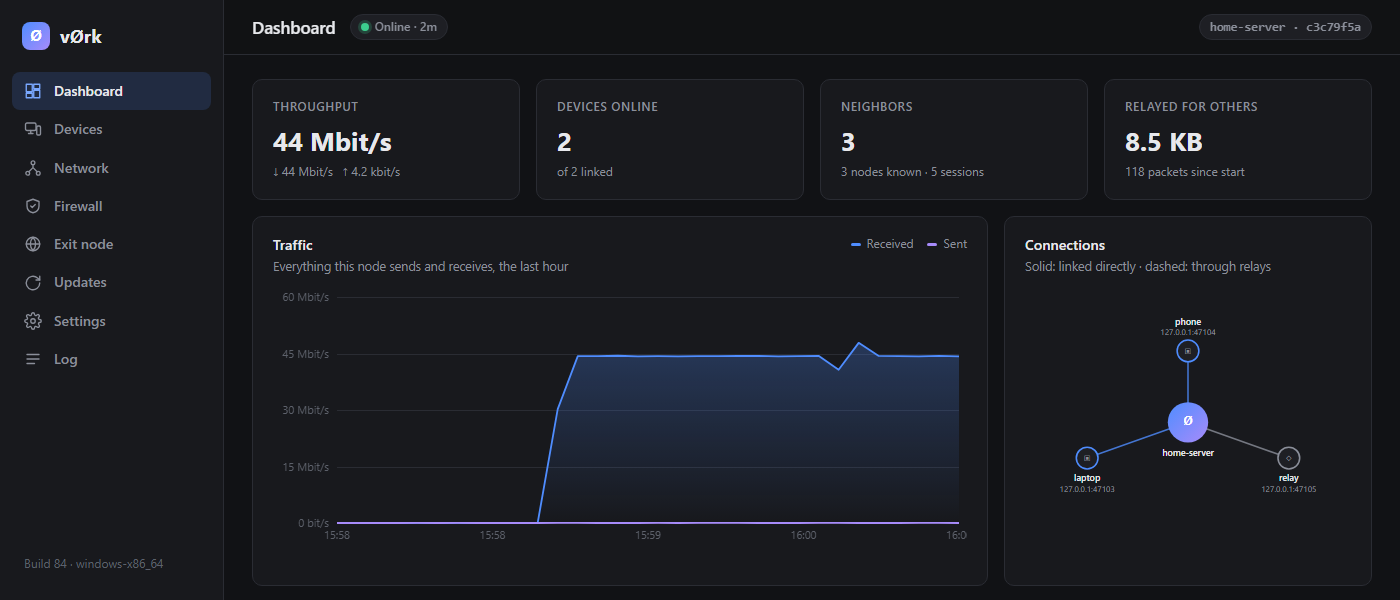 Ø vØrk
Dashboard
Devices
Network
Firewall
Exit node
Updates
Settings
Log
Build 84 · windows-x86_64
Dashboard
Online · 2m
home-server · c3c79f5a
THROUGHPUT
44 Mbit/s
↓ 44 Mbit/s ↑ 4.2 kbit/s
DEVICES ONLINE
2
of 2 linked
NEIGHBORS
3
3 nodes known · 5 sessions
RELAYED FOR OTHERS
8.5 KB
118 packets since start
Traffic
Received Sent
Everything this node sends and receives, the last hour
60 Mbit/s
45 Mbit/s
30 Mbit/s
15 Mbit/s
0 bit/s
15:58 15:58 15:59 16:00 16:0
Connections
Solid: linked directly · dashed: through relays
phone
127.0.0.1:47104
Ø
home-server
laptop
127.0.0.1:47103
relay
127.0.0.1:47105